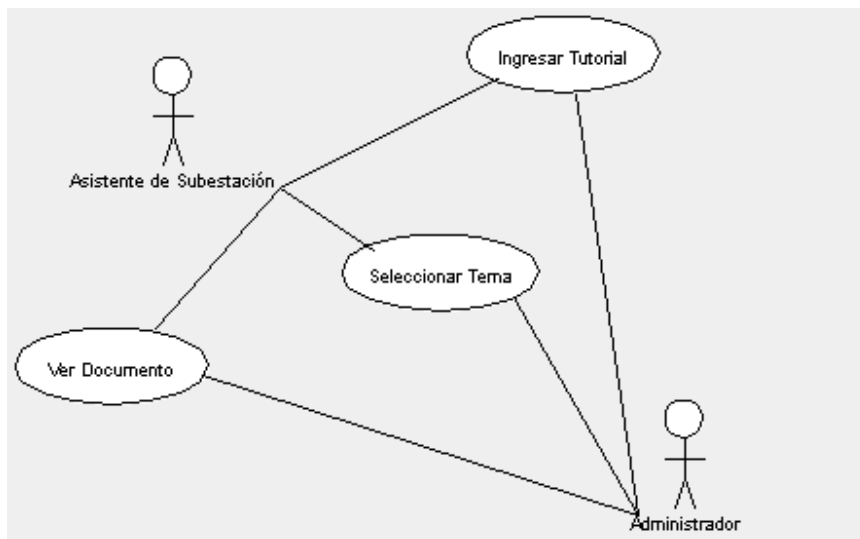 Ingresar Tutorial
Asistente de Subestación
Seleccionar Tema
Ver Documento
Administrador